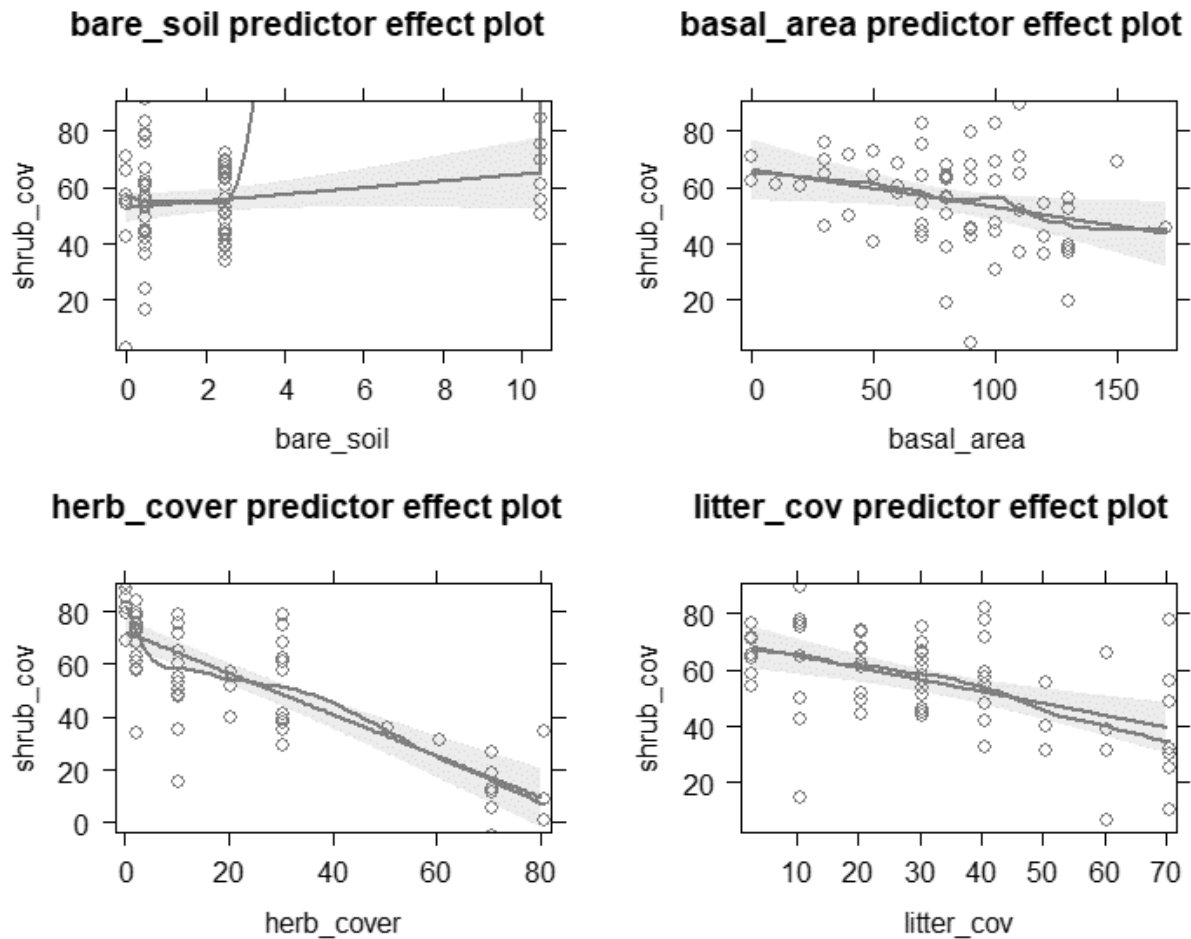 bare_soil predictor effect plot
basal_area predictor effect plot
shrub_cov
80
60
40
20
0 2 4 6 8 10
bare_soil
shrub_cov
80
60
40
20
0 50 100 150
basal_area
herb_cover predictor effect plot
litter_cov predictor effect plot
shrub_cov
80
60
40
20
0
0 20 40 60 80
herb_cover
shrub_cov
80
60
40
20
10 20 30 40 50 60 70
litter_cov